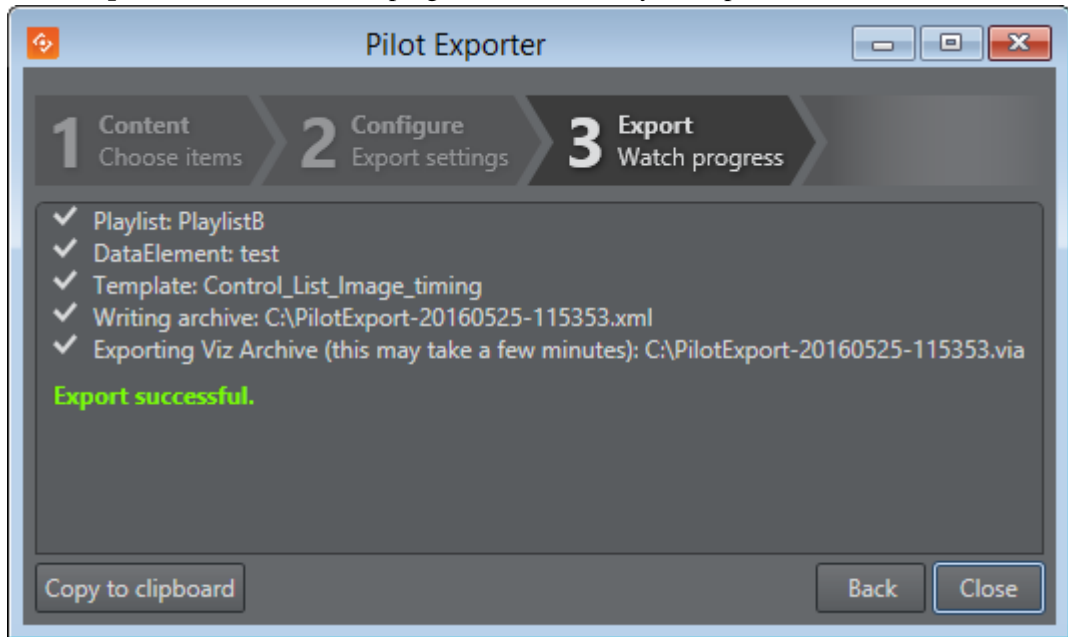 Pilot Exporter
1 Content
Choose items
2 Configure
Export settings
3 Export
Watch progress
Playlist: PlaylistB
DataElement: test
Template: Control_List_Image_timing
Writing archive: C:\PilotExport-20160525-115353.xml
Exporting Viz Archive (this may take a few minutes): C:\PilotExport-20160525-115353.via
Export successful.
Copy to clipboard
Back
Close